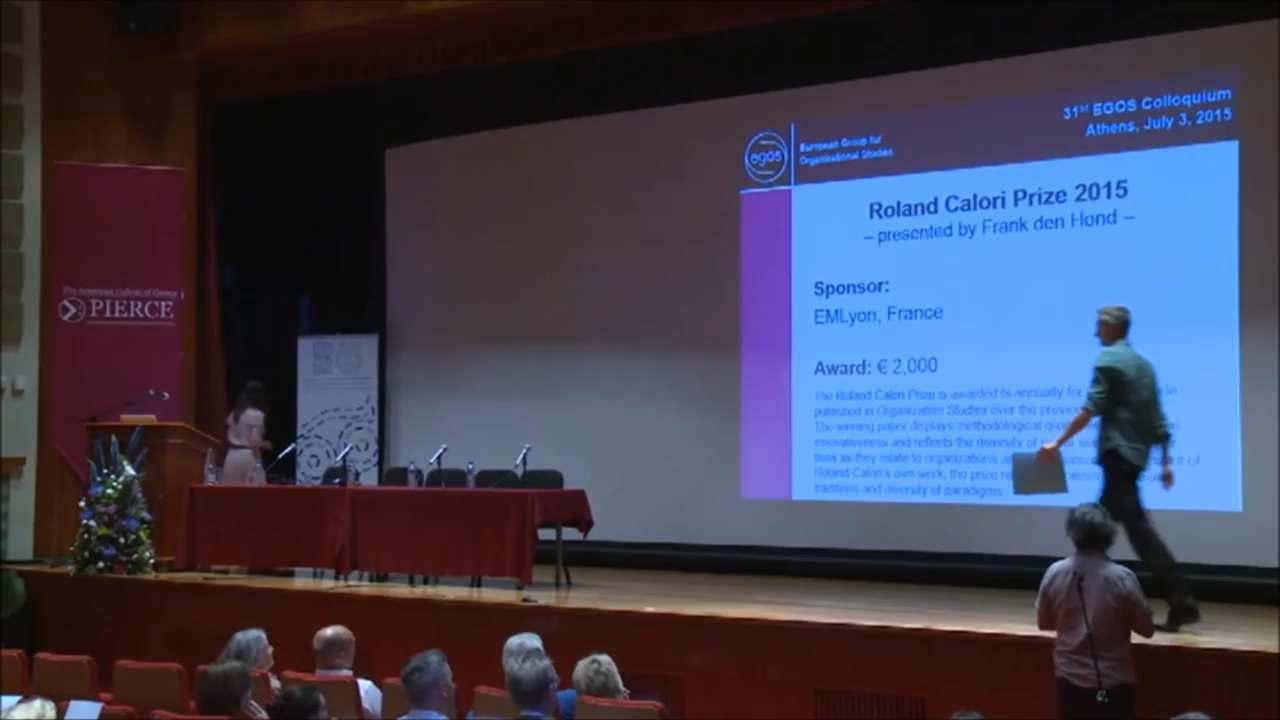 31st EGOS Colloquium
Athens, July 3, 2015
egos
European Group for
Organizational Studies
Roland Calori Prize 2015
– presented by Frank den Hond –
Sponsor:
EMLyon, France
Award: € 2,000
The Roland Calori Prize is awarded bi-annually for
published in Organization Studies over the previou
The winning paper displays methodological
innovativeness and reflects the diversity of
lives as they relate to organizations
Roland Calori's own work, the prize
traditions and diversity of paradigms.
The American College of Greece
PIERCE